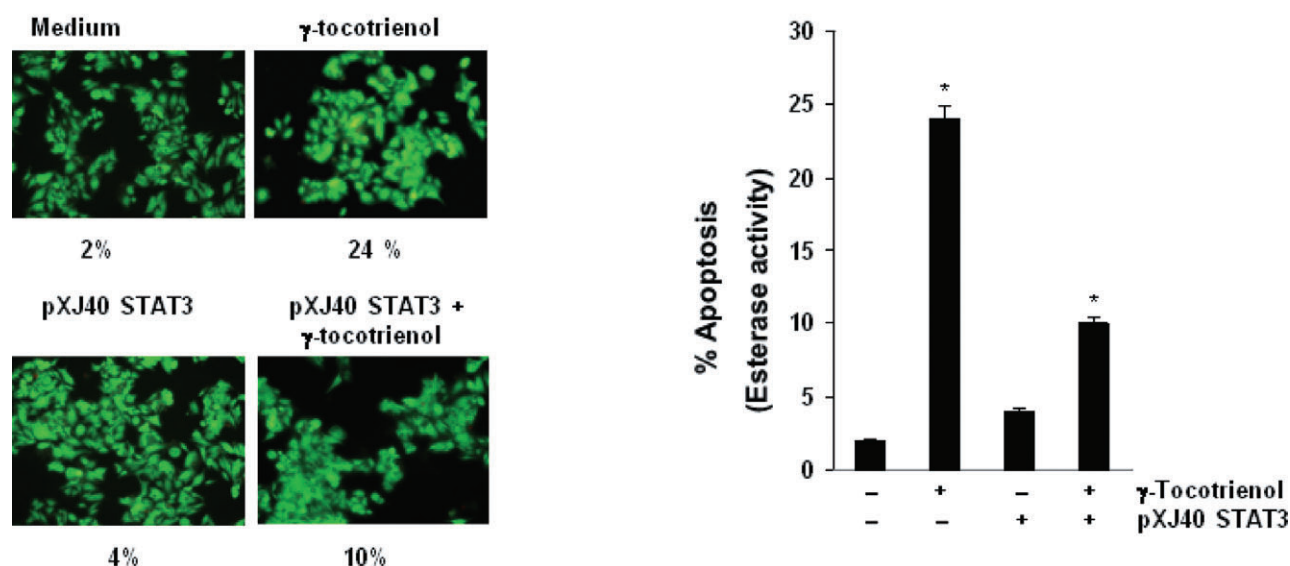 Medium
γ-tocotrienol
2%
24 %
pXJ40 STAT3
pXJ40 STAT3 +
γ-tocotrienol
4%
10%
% Apoptosis
(Esterase activity)
30
25
20
15
10
5
0
*
*
– + – + γ-Tocotrienol
– – + + pXJ40 STAT3